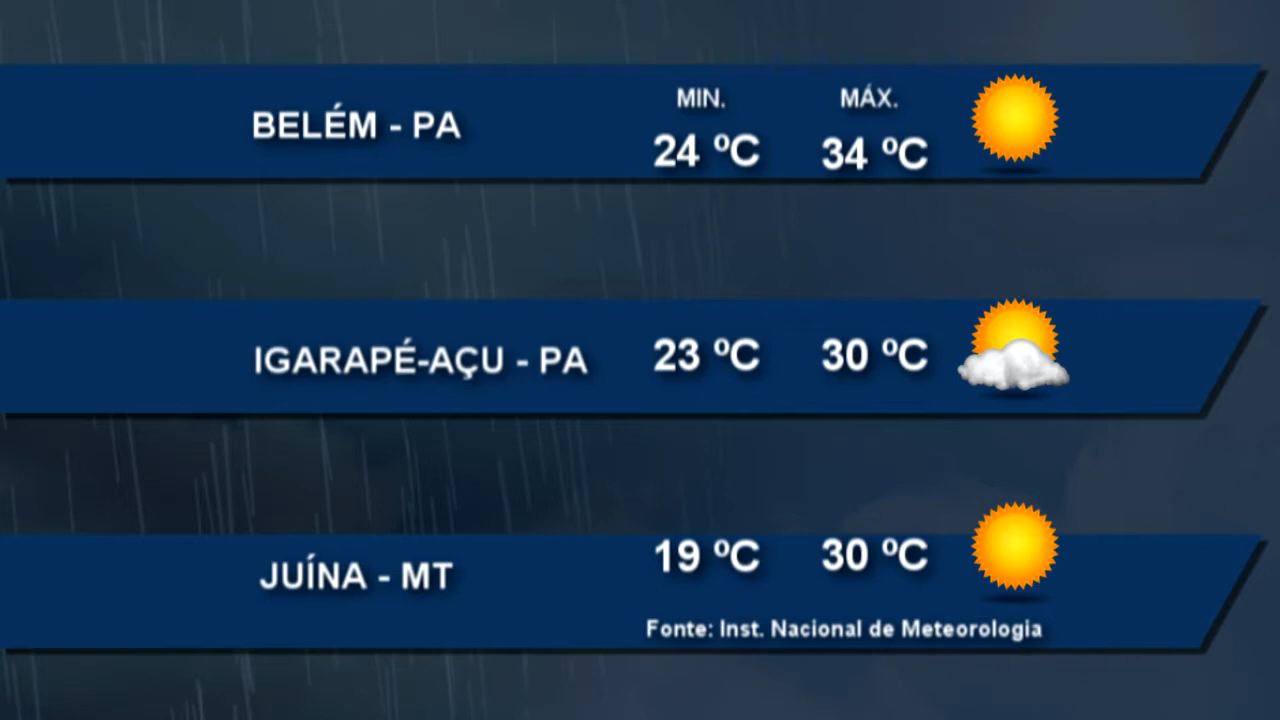 MIN. MÁX.
BELÉM - PA 24 ºC 34 ºC
IGARAPÉ-AÇU - PA 23 ºC 30 ºC
JUÍNA - MT 19 ºC 30 ºC
Fonte: Inst. Nacional de Meteorologia